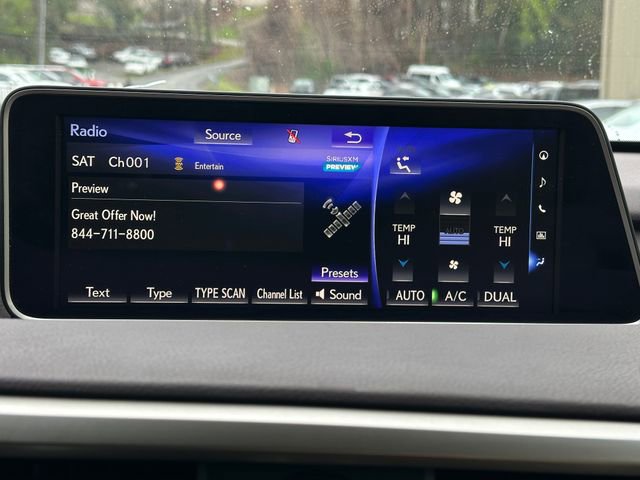 Radio
Source
SAT Ch001 Entertain
SIRIUSXM
PREVIEW
Preview
Great Offer Now!
844-711-8800
Presets
Text Type TYPE SCAN Channel List Sound
AUTO
TEMP
HI
TEMP
HI
AUTO A/C DUAL